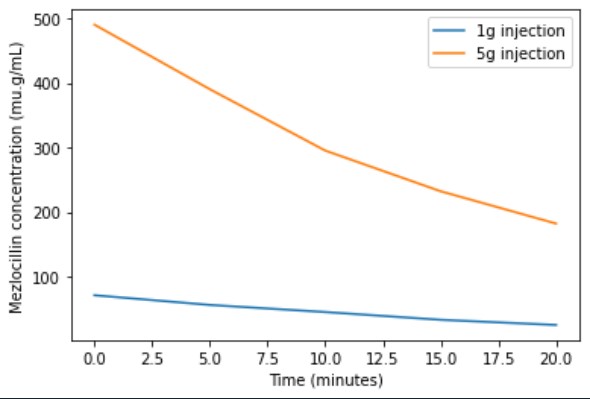 500
400
300
200
100
Mezlocillin concentration (mu.g/mL)
1g injection
5g injection
0.0 2.5 5.0 7.5 10.0 12.5 15.0 17.5 20.0
Time (minutes)